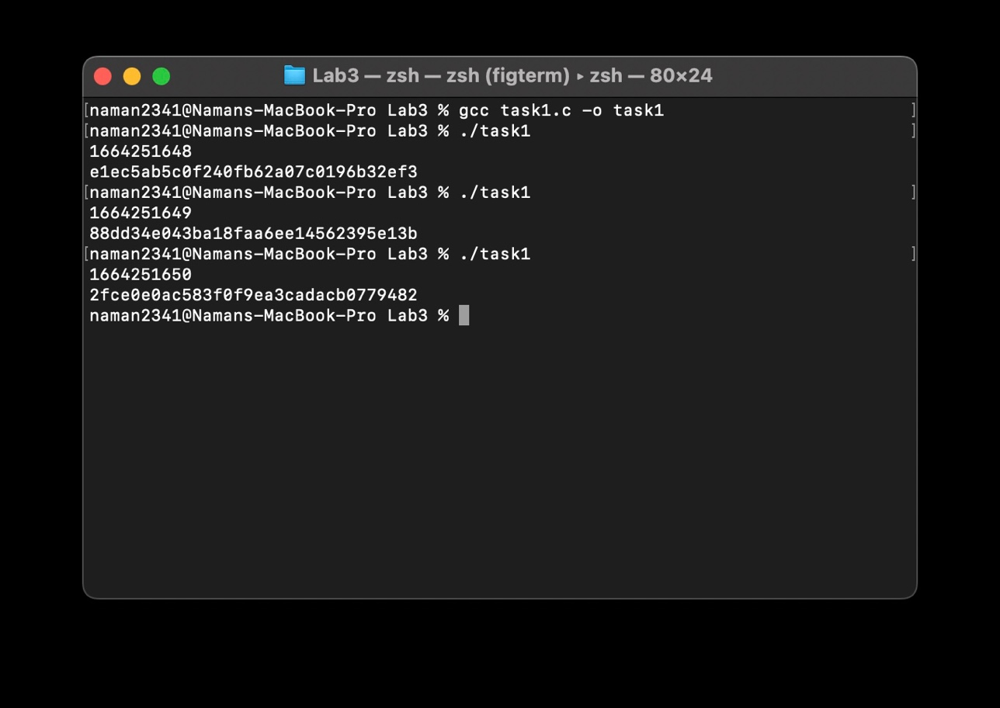 Lab3 — zsh — zsh (figterm) ▸ zsh — 80×24
[naman2341@Namans-MacBook-Pro Lab3 % gcc task1.c -o task1 ]
[naman2341@Namans-MacBook-Pro Lab3 % ./task1 ]
1664251648
e1ec5ab5c0f240fb62a07c0196b32ef3
[naman2341@Namans-MacBook-Pro Lab3 % ./task1 ]
1664251649
88dd34e043ba18faa6ee14562395e13b
[naman2341@Namans-MacBook-Pro Lab3 % ./task1 ]
1664251650
2fce0e0ac583f0f9ea3cadacb0779482
naman2341@Namans-MacBook-Pro Lab3 %